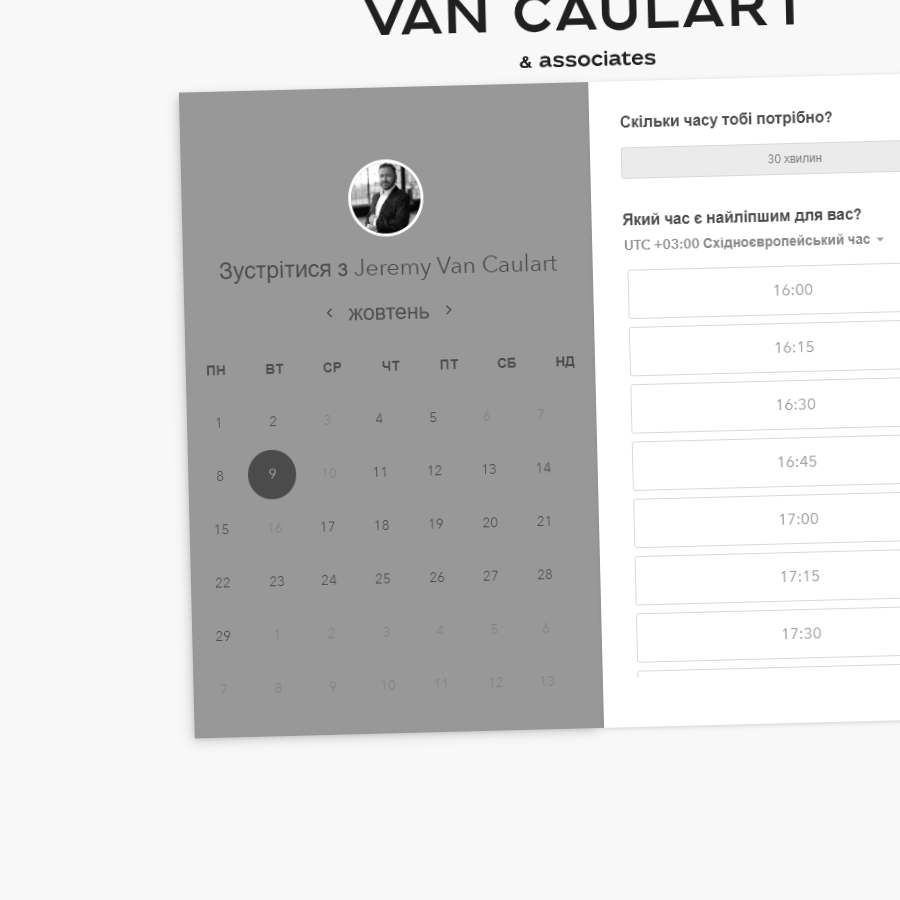 VAN CAULART
& associates
Зустрітися з Jeremy Van Caulart
‹ жовтень ›
ПН ВТ СР ЧТ ПТ СБ НД
1 2 3 4 5 6 7
8 9 10 11 12 13 14
15 16 17 18 19 20 21
22 23 24 25 26 27 28
29 1 2 3 4 5 6
7 8 9 10 11 12 13
Скільки часу тобі потрібно?
30 хвилин
Який час є найліпшим для вас?
UTC +03:00 Східноєвропейський час
16:00
16:15
16:30
16:45
17:00
17:15
17:30